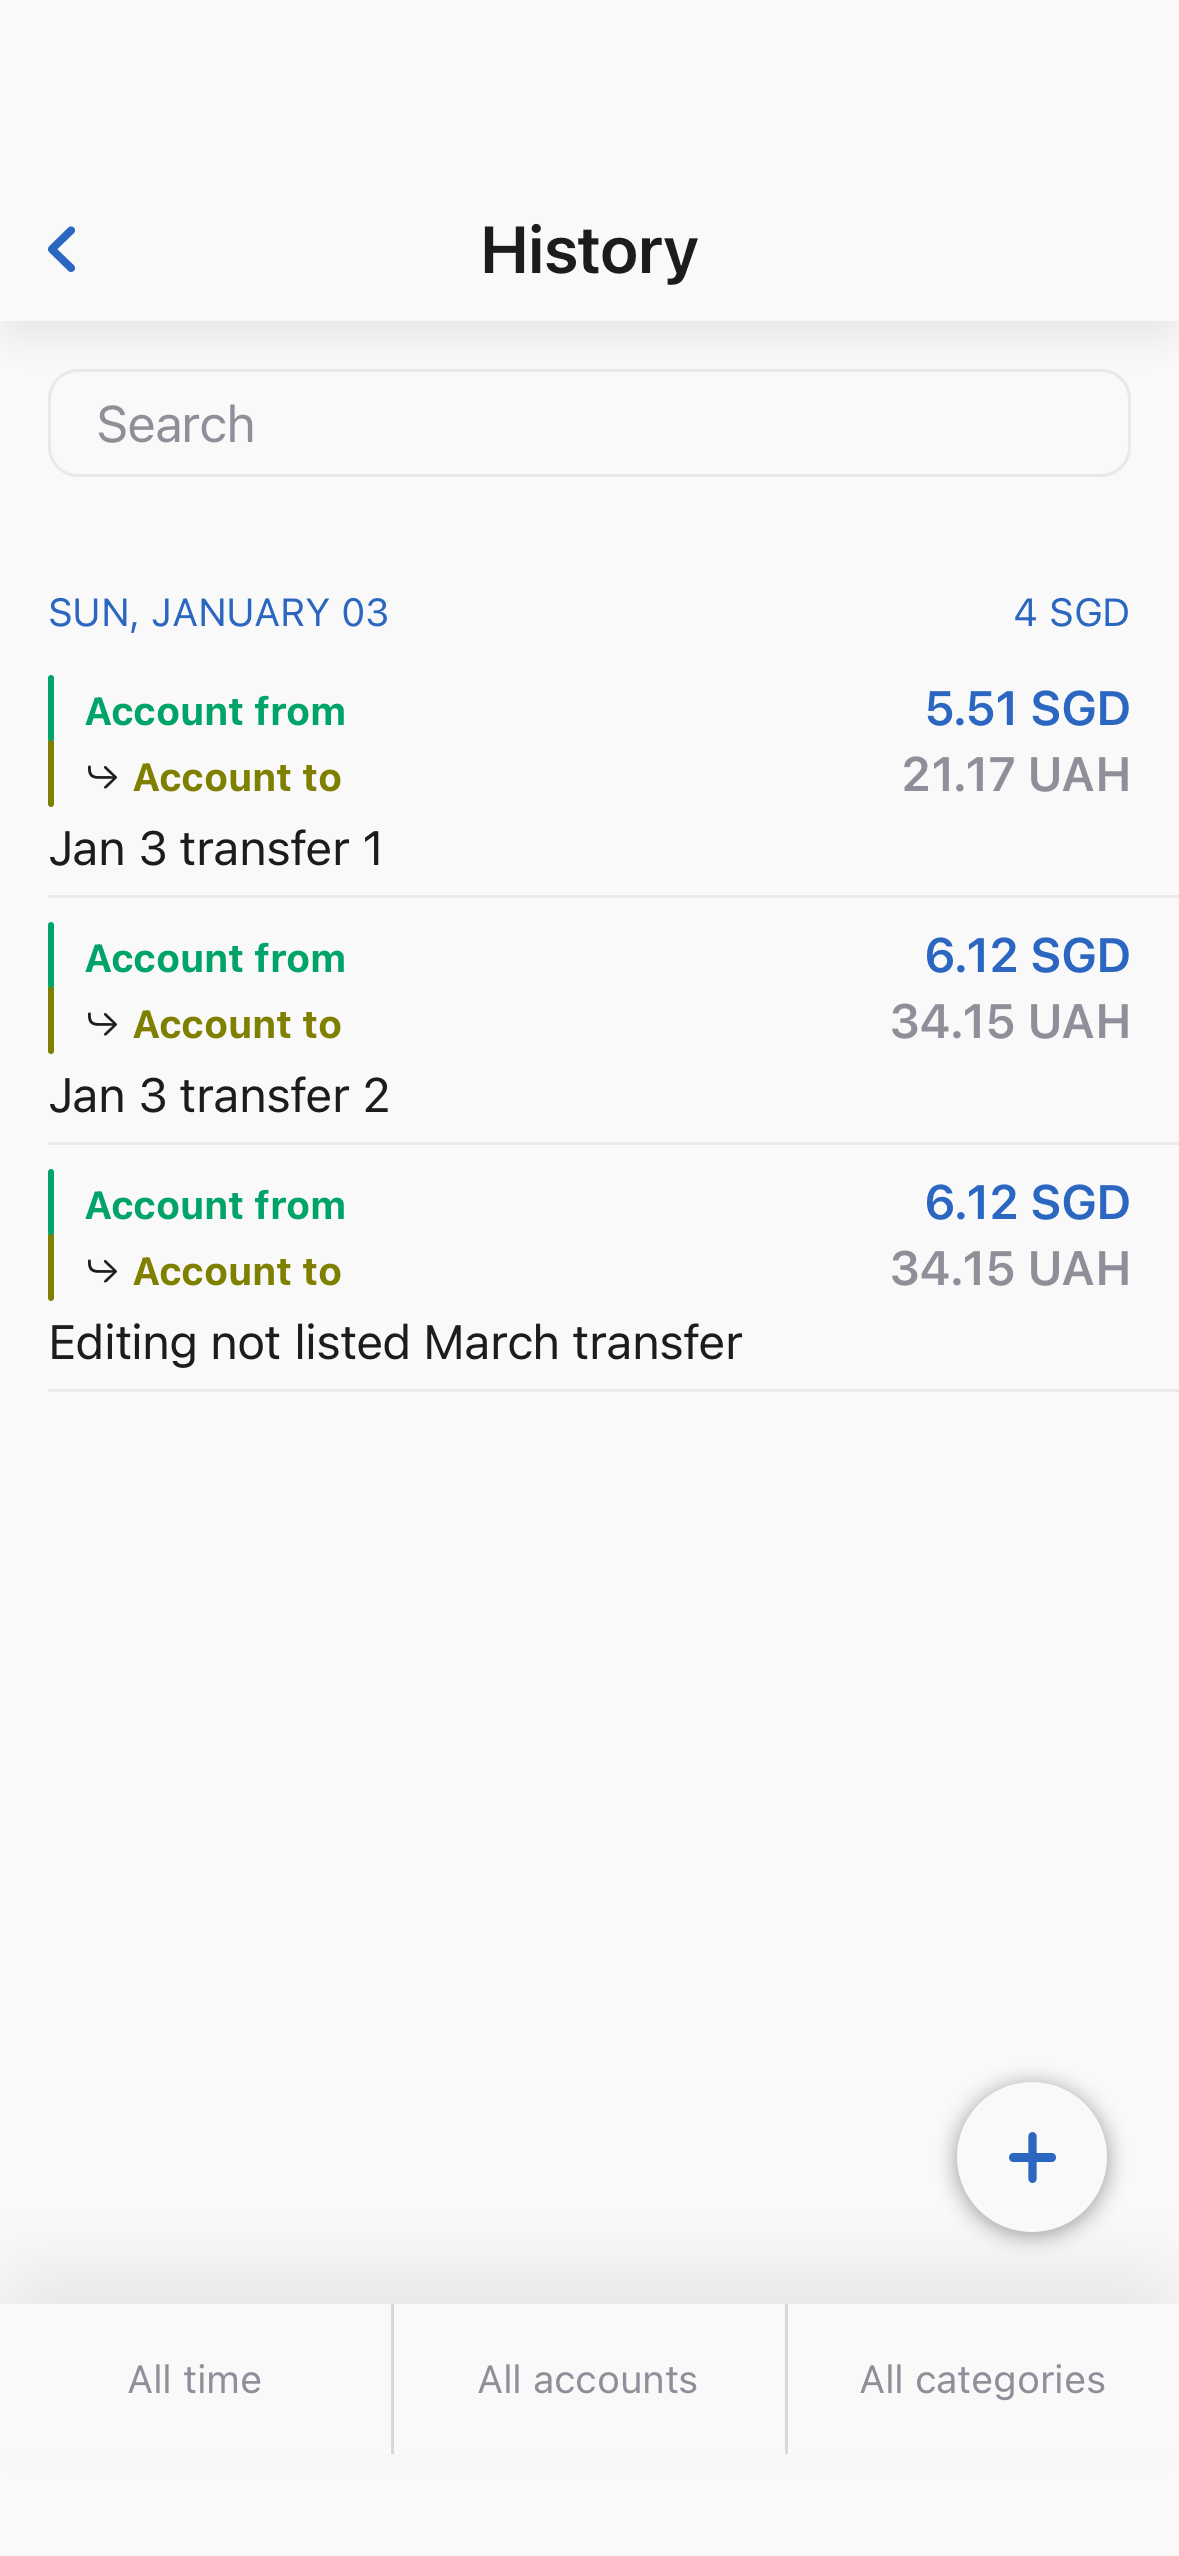 History
Search
SUN, JANUARY 03 4 SGD
Account from 5.51 SGD
Account to 21.17 UAH
Jan 3 transfer 1
Account from 6.12 SGD
Account to 34.15 UAH
Jan 3 transfer 2
Account from 6.12 SGD
Account to 34.15 UAH
Editing not listed March transfer
All time All accounts All categories